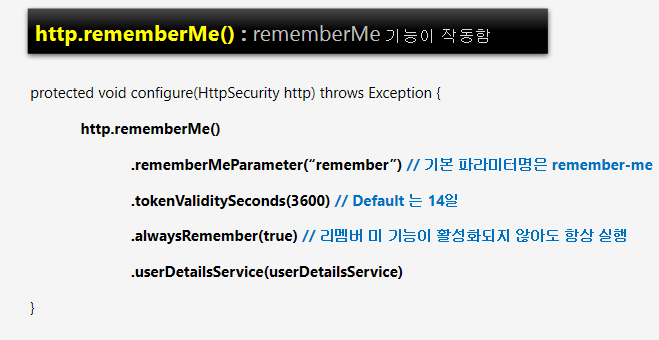 http.rememberMe() : rememberMe 기능이 작동함
protected void configure(HttpSecurity http) throws Exception {
http.rememberMe()
.rememberMeParameter(“remember”) // 기본 파라미터명은 remember-me
.tokenValiditySeconds(3600) // Default 는 14일
.alwaysRemember(true) // 리멤버 미 기능이 활성화되지 않아도 항상 실행
.userDetailsService(userDetailsService)
}